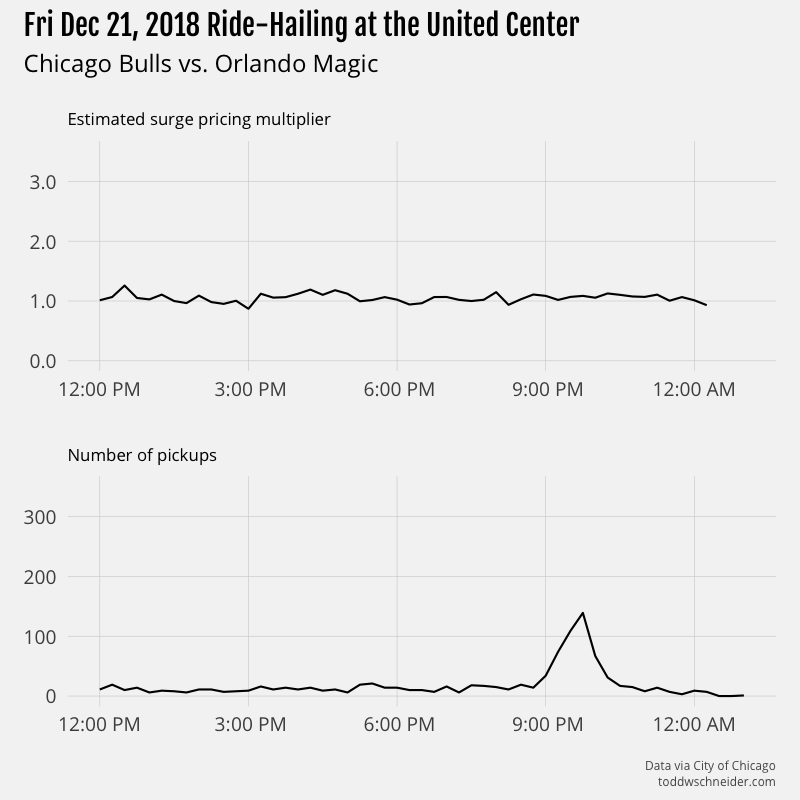 Fri Dec 21, 2018 Ride-Hailing at the United Center
Chicago Bulls vs. Orlando Magic
Estimated surge pricing multiplier
3.0
2.0
1.0
0.0
12:00 PM 3:00 PM 6:00 PM 9:00 PM 12:00 AM
Number of pickups
300
200
100
0
12:00 PM 3:00 PM 6:00 PM 9:00 PM 12:00 AM
Data via City of Chicago
toddwschneider.com